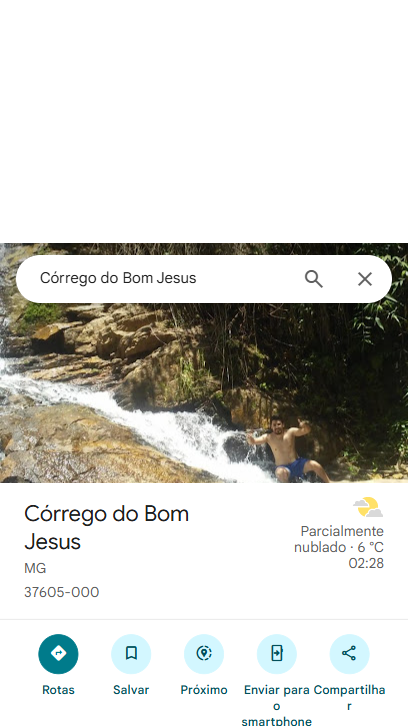 Córrego do Bom Jesus
Córrego do Bom
Jesus
MG
37605-000
Parcialmente
nublado · 6 °C
02:28
Rotas
Salvar
Próximo
Enviar para
o
smartphone
Compartilha
r